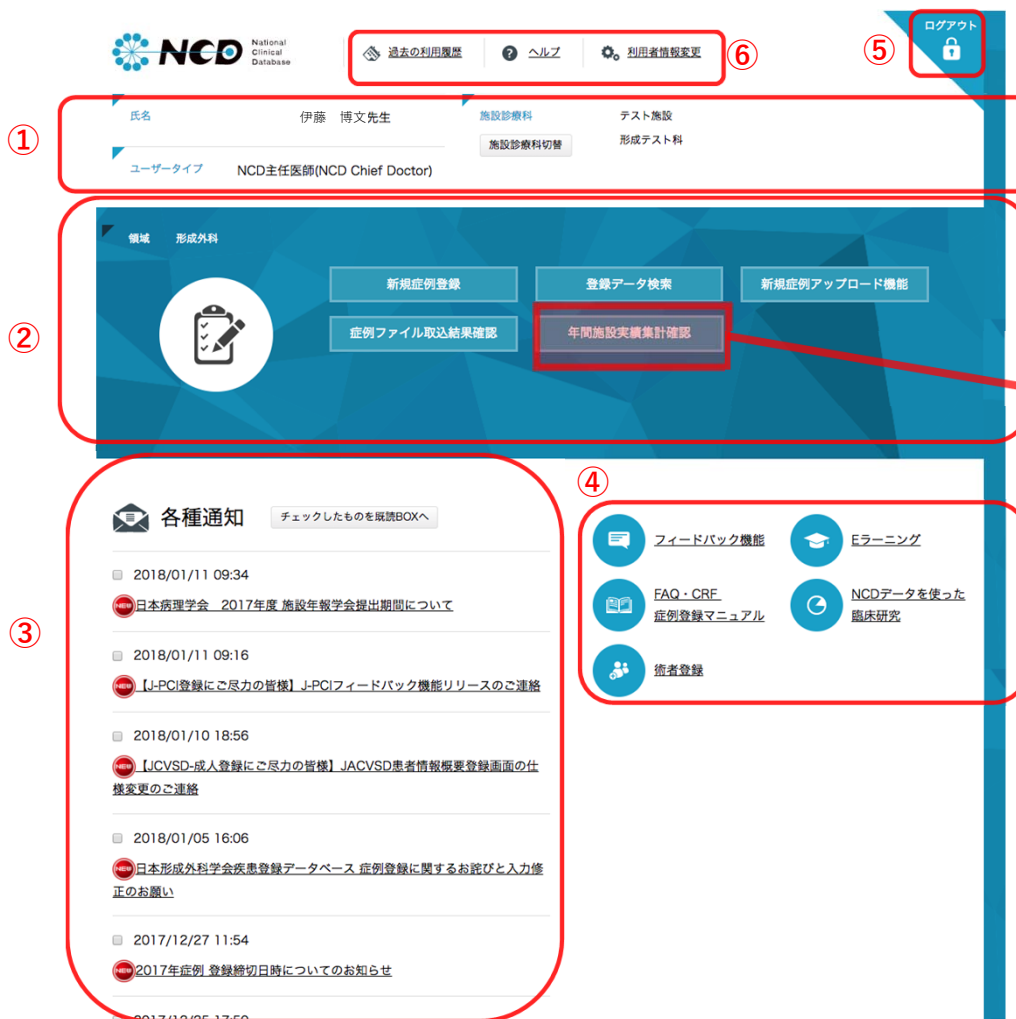 NCD
National
Clinical
Database
過去の利用履歴
ヘルプ
利用者情報変更
⑥
⑤
ログアウト
①
氏名
伊藤 博文先生
施設診療科
テスト施設
施設診療科切替
形成テスト科
ユーザータイプ
NCD主任医師(NCD Chief Doctor)
②
領域 形成外科
新規症例登録
登録データ検索
新規症例アップロード機能
症例ファイル取込結果確認
年間施設実績集計確認
③
各種通知
チェックしたものを既読BOXへ
2018/01/11 09:34
NEW 日本病理学会 2017年度 施設年報学会提出期間について
2018/01/11 09:16
NEW 【J-PCI登録にご尽力の皆様】J-PCIフィードバック機能リリースのご連絡
2018/01/10 18:56
NEW 【JCVSD-成人登録にご尽力の皆様】JACVSD患者情報概要登録画面の仕
様変更のご連絡
2018/01/05 16:06
NEW 日本形成外科学会疾患登録データベース 症例登録に関するお詫びと入力修
正のお願い
2017/12/27 11:54
NEW 2017年症例 登録締切日時についてのお知らせ
2017/12/25 17:50
④
フィードバック機能
Eラーニング
FAQ・CRF
症例登録マニュアル
NCDデータを使った
臨床研究
術者登録